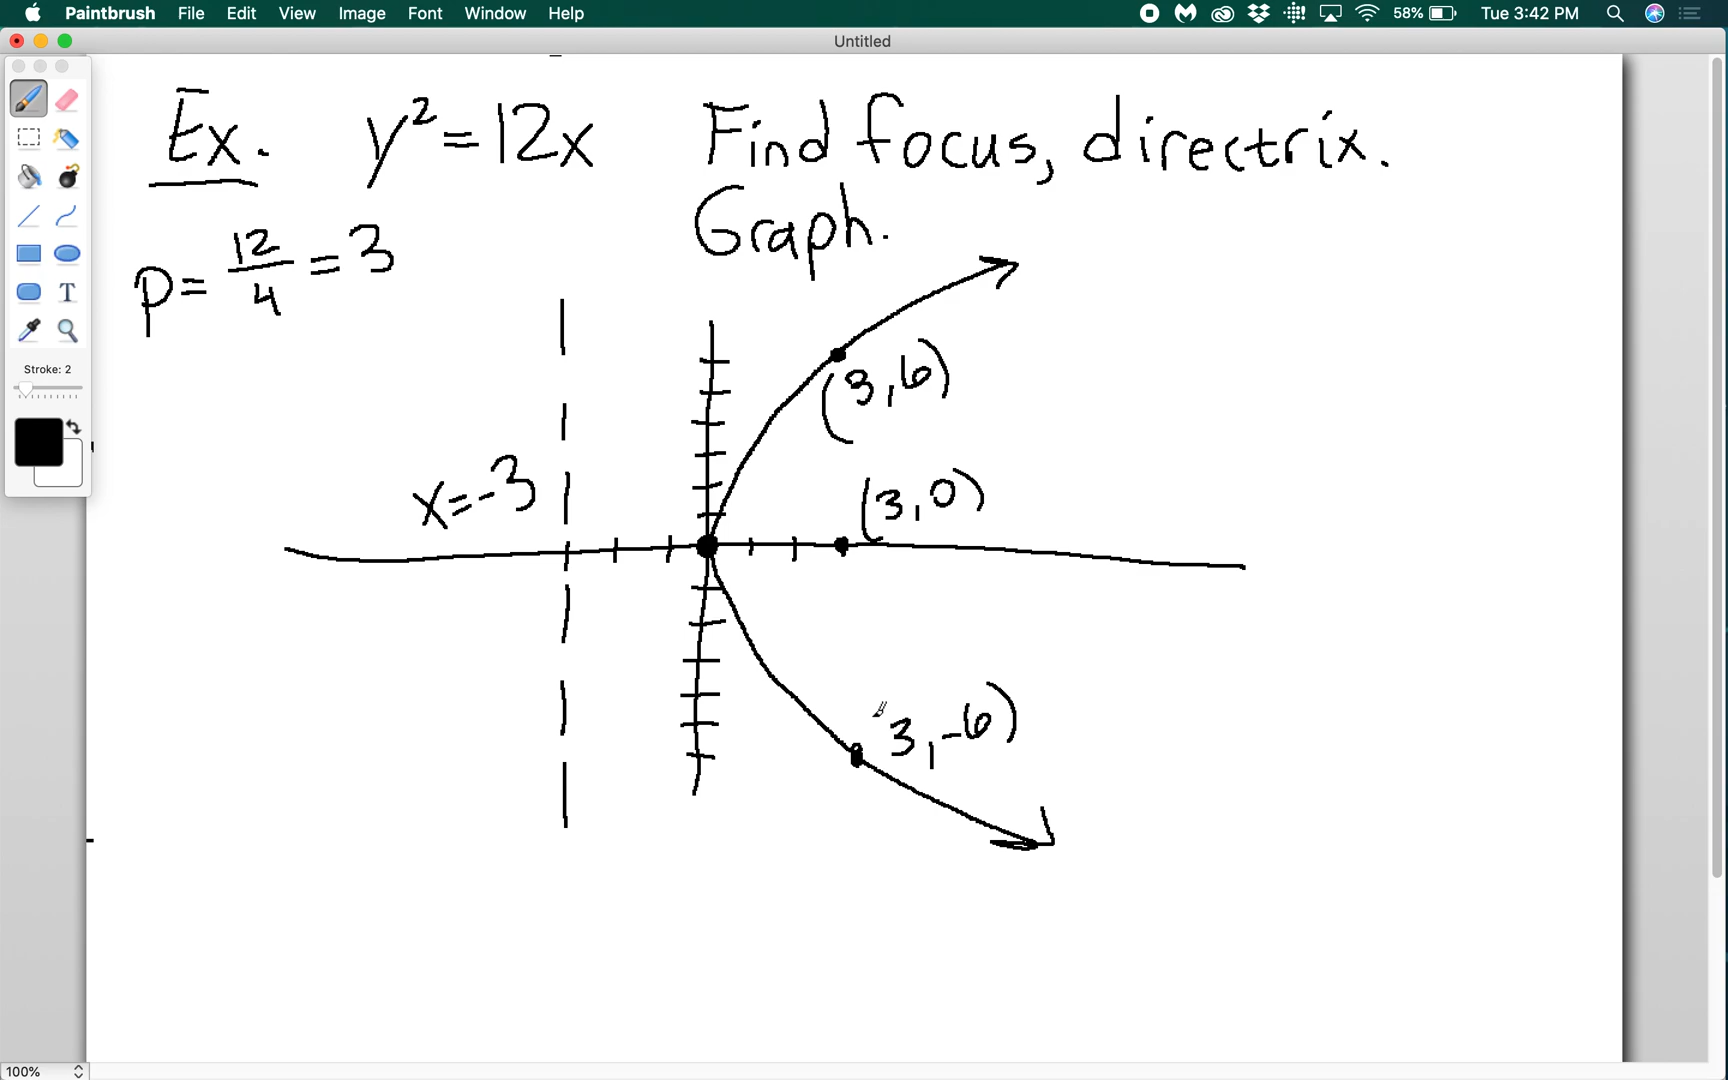 Paintbrush File Edit View Image Font Window Help 58% Tue 3:42 PM
Untitled
Ex. y² = 12x Find focus, directrix.
Graph.
p = 12/4 = 3
(3,6)
x=-3
(3,0)
3,-6)
T
Stroke: 2
100%